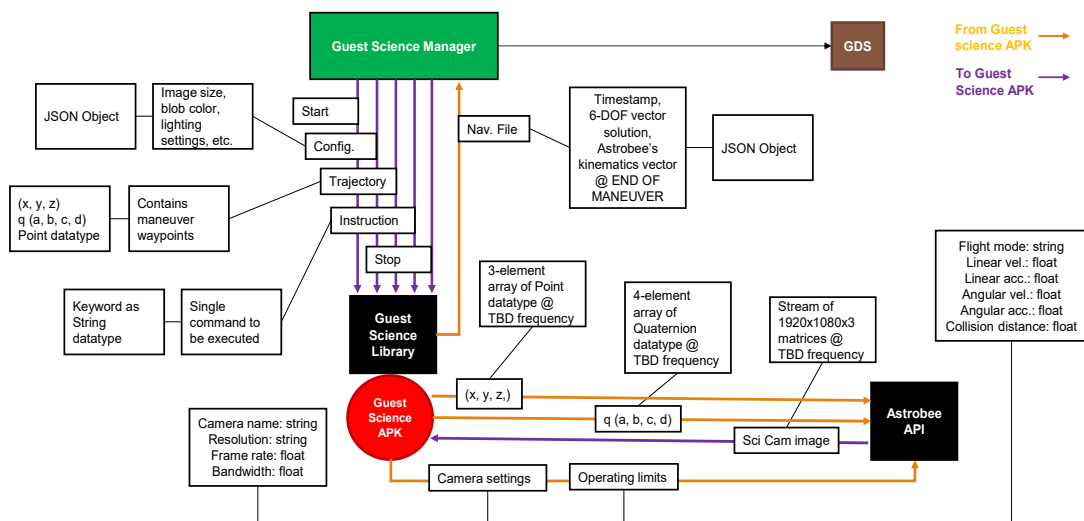 Guest Science Manager
GDS
From Guest
science APK
To Guest
Science APK
JSON Object
Image size,
blob color,
lighting
settings, etc.
Start
Config.
Trajectory
Instruction
Stop
Nav. File
Timestamp,
6-DOF vector
solution,
Astrobee's
kinematics vector
@ END OF
MANEUVER
JSON Object
(x, y, z)
q (a, b, c, d)
Point datatype
Contains
maneuver
waypoints
Keyword as
String
datatype
Single
command to
be executed
Guest
Science
Library
3-element
array of Point
datatype @
TBD frequency
4-element
array of
Quaternion
datatype @
TBD frequency
Stream of
1920x1080x3
matrices @
TBD frequency
Flight mode: string
Linear vel.: float
Linear acc.: float
Angular vel.: float
Angular acc.: float
Collision distance: float
Guest
Science
APK
(x, y, z,)
q (a, b, c, d)
Sci Cam image
Astrobee
API
Camera name: string
Resolution: string
Frame rate: float
Bandwidth: float
Camera settings
Operating limits